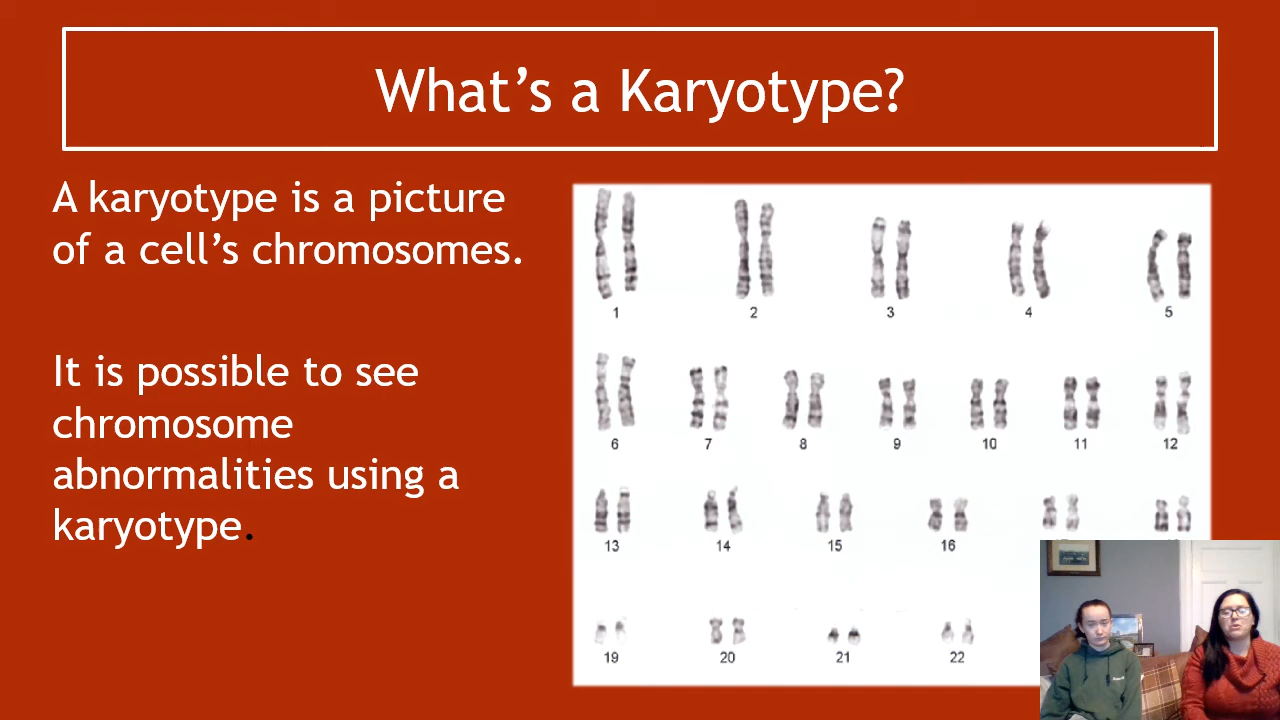 What’s a Karyotype?
A karyotype is a picture
of a cell’s chromosomes.
It is possible to see
chromosome
abnormalities using a
karyotype.
1 2 3 4 5
6 7 8 9 10 11 12
13 14 15 16
19 20 21 22